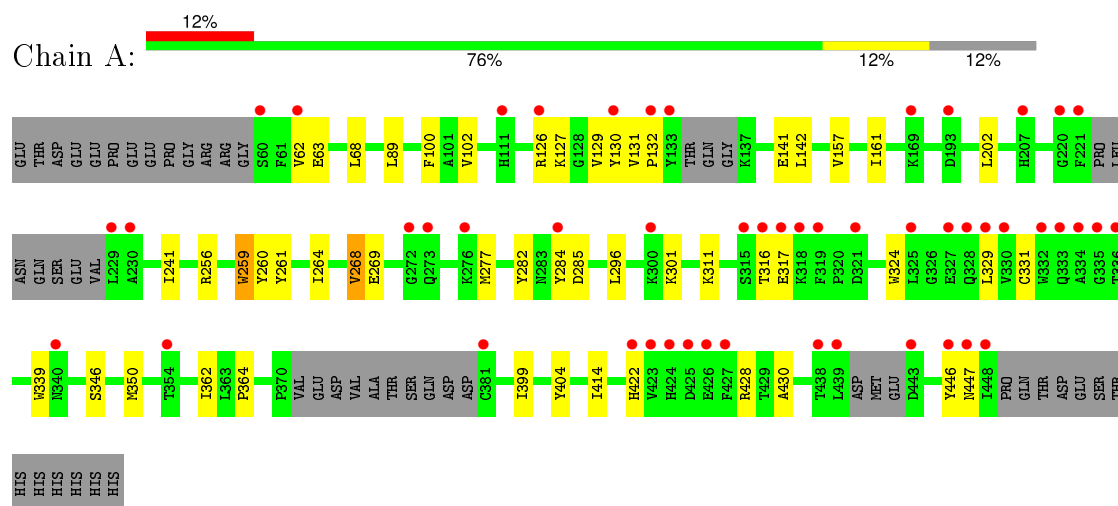 12%
Chain A:
76% 12% 12%
GLU THR ASP GLU GLU PRO GLU GLU PRO GLY ARG ARG GLY S60 F61 V62 E63 L68 L89 F100 A101 V102 H111 R126 K127 G128 V129 Y130 V131 P132 Y133 THR GLN GLY K137 E141 L142 V157 I161 K169 D193 L202 H207 G220 F221 PRO LEU
ASN GLN SER GLU VAL L229 A230 I241 R256 W259 Y260 Y261 I264 V268 E269 G272 Q273 K276 M277 Y282 N283 Y284 D285 L296 K300 K301 K311 S315 T316 E317 K318 F319 P320 D321 W324 L325 G326 E327 Q328 L329 V330 C331 W332 Q333 A334 G335 T336
W339 N340 S346 M350 T354 I362 L363 P364 P370 VAL GLU ASP VAL ALA THR SER GLN ASP ASP C381 I399 Y404 I414 H422 V423 H424 D425 E426 F427 R428 T429 A430 T438 L439 ASP MET GLU D443 Y446 N447 I448 PRO GLN THR ASP GLU SER THR
HIS HIS HIS HIS HIS HIS